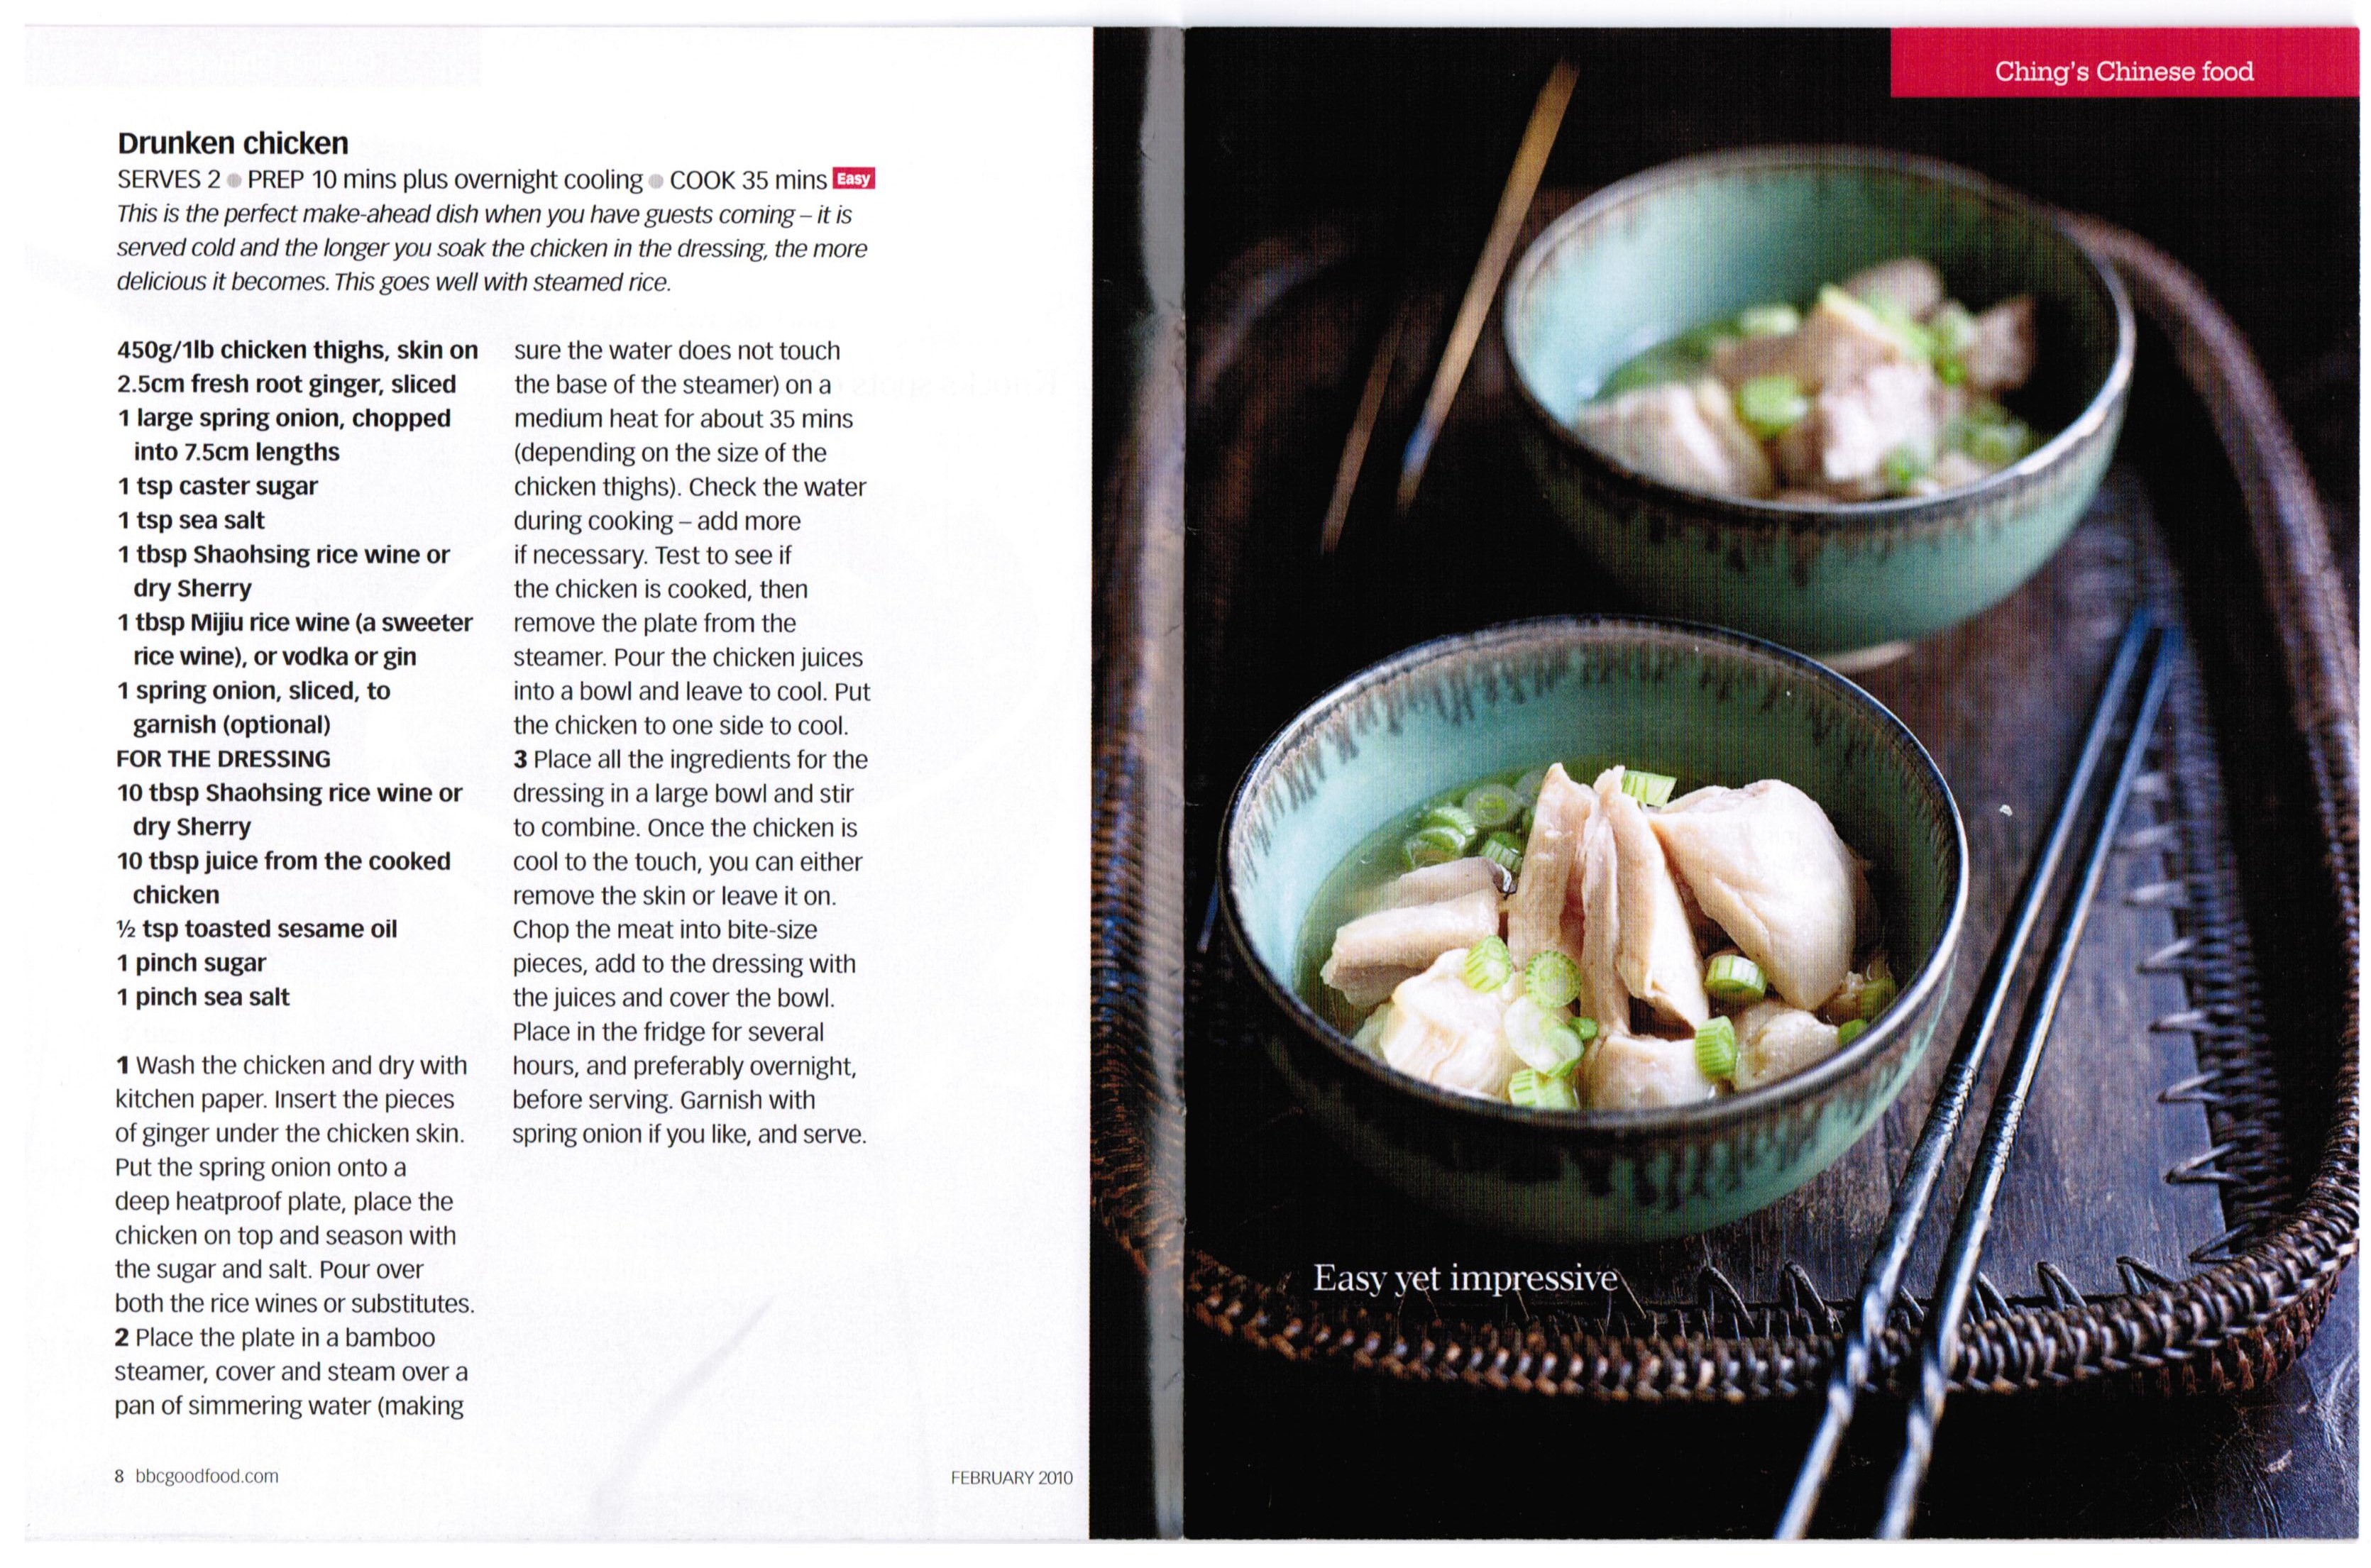 Drunken chicken
SERVES 2 ● PREP 10 mins plus overnight cooling ● COOK 35 mins Easy
This is the perfect make-ahead dish when you have guests coming – it is
served cold and the longer you soak the chicken in the dressing, the more
delicious it becomes. This goes well with steamed rice.
450g/1lb chicken thighs, skin on
2.5cm fresh root ginger, sliced
1 large spring onion, chopped
into 7.5cm lengths
1 tsp caster sugar
1 tsp sea salt
1 tbsp Shaohsing rice wine or
dry Sherry
1 tbsp Mijiu rice wine (a sweeter
rice wine), or vodka or gin
1 spring onion, sliced, to
garnish (optional)
FOR THE DRESSING
10 tbsp Shaohsing rice wine or
dry Sherry
10 tbsp juice from the cooked
chicken
½ tsp toasted sesame oil
1 pinch sugar
1 pinch sea salt
1 Wash the chicken and dry with
kitchen paper. Insert the pieces
of ginger under the chicken skin.
Put the spring onion onto a
deep heatproof plate, place the
chicken on top and season with
the sugar and salt. Pour over
both the rice wines or substitutes.
2 Place the plate in a bamboo
steamer, cover and steam over a
pan of simmering water (making
sure the water does not touch
the base of the steamer) on a
medium heat for about 35 mins
(depending on the size of the
chicken thighs). Check the water
during cooking – add more
if necessary. Test to see if
the chicken is cooked, then
remove the plate from the
steamer. Pour the chicken juices
into a bowl and leave to cool. Put
the chicken to one side to cool.
3 Place all the ingredients for the
dressing in a large bowl and stir
to combine. Once the chicken is
cool to the touch, you can either
remove the skin or leave it on.
Chop the meat into bite-size
pieces, add to the dressing with
the juices and cover the bowl.
Place in the fridge for several
hours, and preferably overnight,
before serving. Garnish with
spring onion if you like, and serve.
8 bbcgoodfood.com
FEBRUARY 2010
Ching's Chinese food
Easy yet impressive